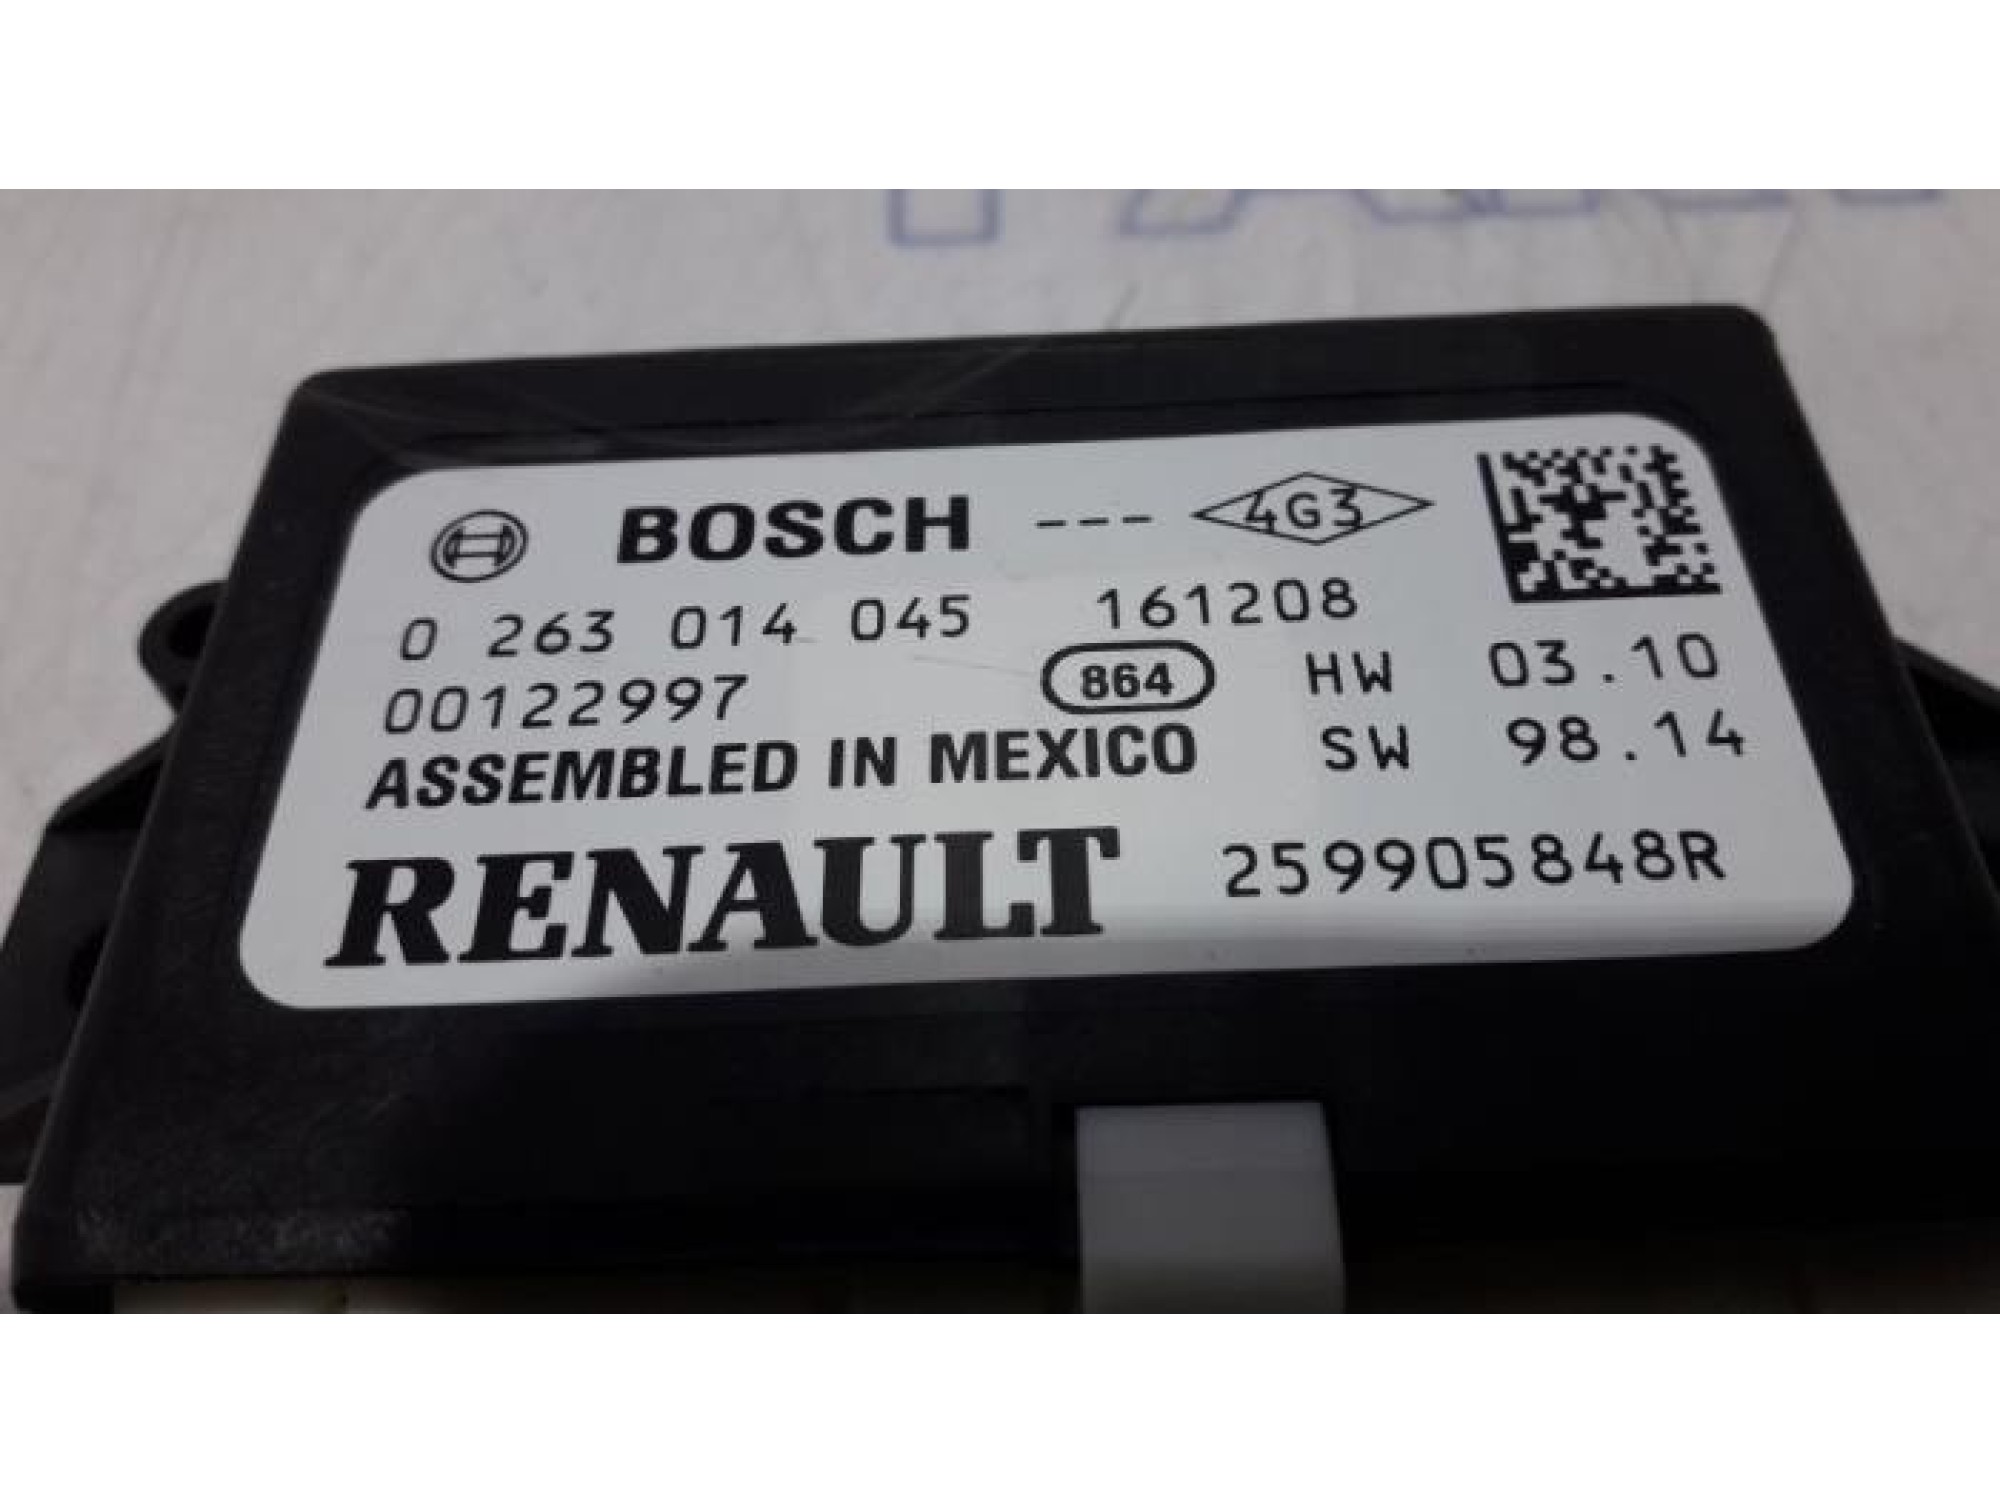 BOSCH --- 4G3
0 263 014 045 161208
00122997 864 HW 03.10
ASSEMBLED IN MEXICO SW 98.14
RENAULT 259905848R